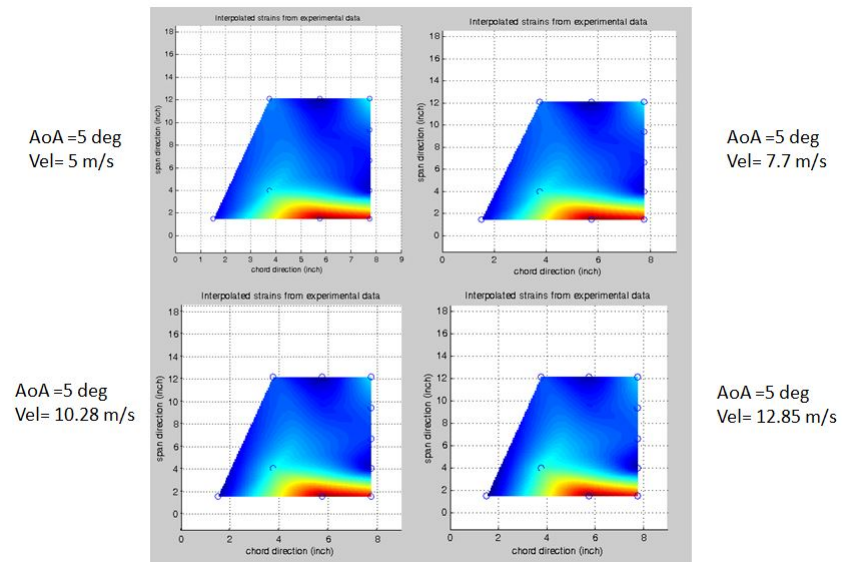 Interpolated strains from experimental data
18
16
14
12
10
8
6
4
2
0
span direction (inch)
0 1 2 3 4 5 6 7 8 9
chord direction (inch)
AoA =5 deg
Vel= 5 m/s
Interpolated strains from experimental data
18
16
14
12
10
8
6
4
2
0
span direction (inch)
2 4 6 8
chord direction (inch)
AoA =5 deg
Vel= 7.7 m/s
Interpolated strains from experimental data
18
16
14
12
10
8
6
4
2
0
span direction (inch)
0 2 4 6 8
chord direction (inch)
AoA =5 deg
Vel= 10.28 m/s
Interpolated strains from experimental data
18
16
14
12
10
8
6
4
2
0
span direction (inch)
0 2 4 6 8
chord direction (inch)
AoA =5 deg
Vel= 12.85 m/s